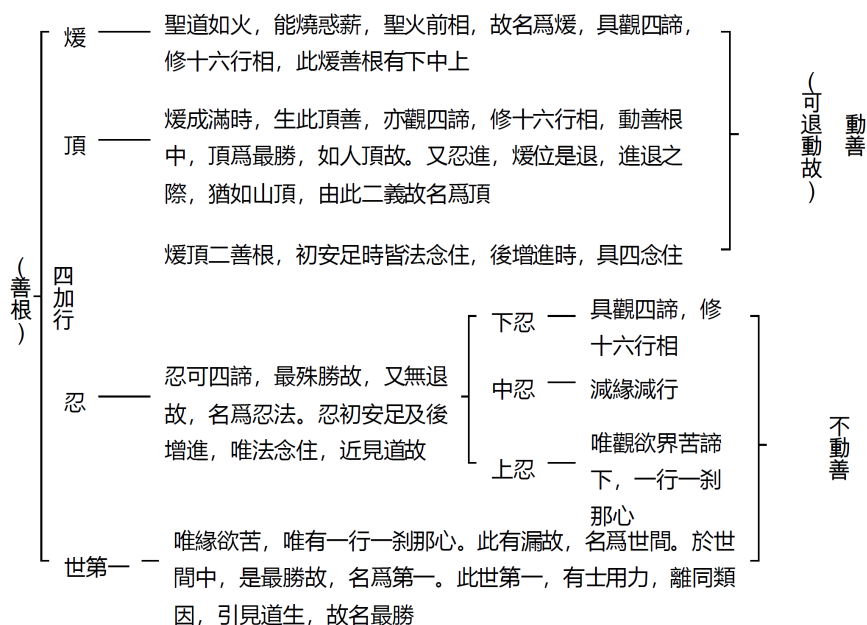 (善根)
四加行
煖
聖道如火，能燒惑薪，聖火前相，故名爲煖，具觀四諦，
修十六行相，此煖善根有下中上
頂
煖成滿時，生此頂善，亦觀四諦，修十六行相，動善根
中，頂爲最勝，如人頂故。又忍進，煖位是退，進退之
際，猶如山頂，由此二義故名爲頂
煖頂二善根，初安足時皆法念住，後增進時，具四念住
動善
(可退動故)
忍
忍可四諦，最殊勝故，又無退
故，名爲忍法。忍初安足及後
增進，唯法念住，近見道故
下忍
具觀四諦，修
十六行相
中忍
減緣減行
上忍
唯觀欲界苦諦
下，一行一刹
那心
世第一
唯緣欲苦，唯有一行一刹那心。此有漏故，名爲世間。於世
間中，是最勝故，名爲第一。此世第一，有士用力，離同類
因，引見道生，故名最勝
不動善